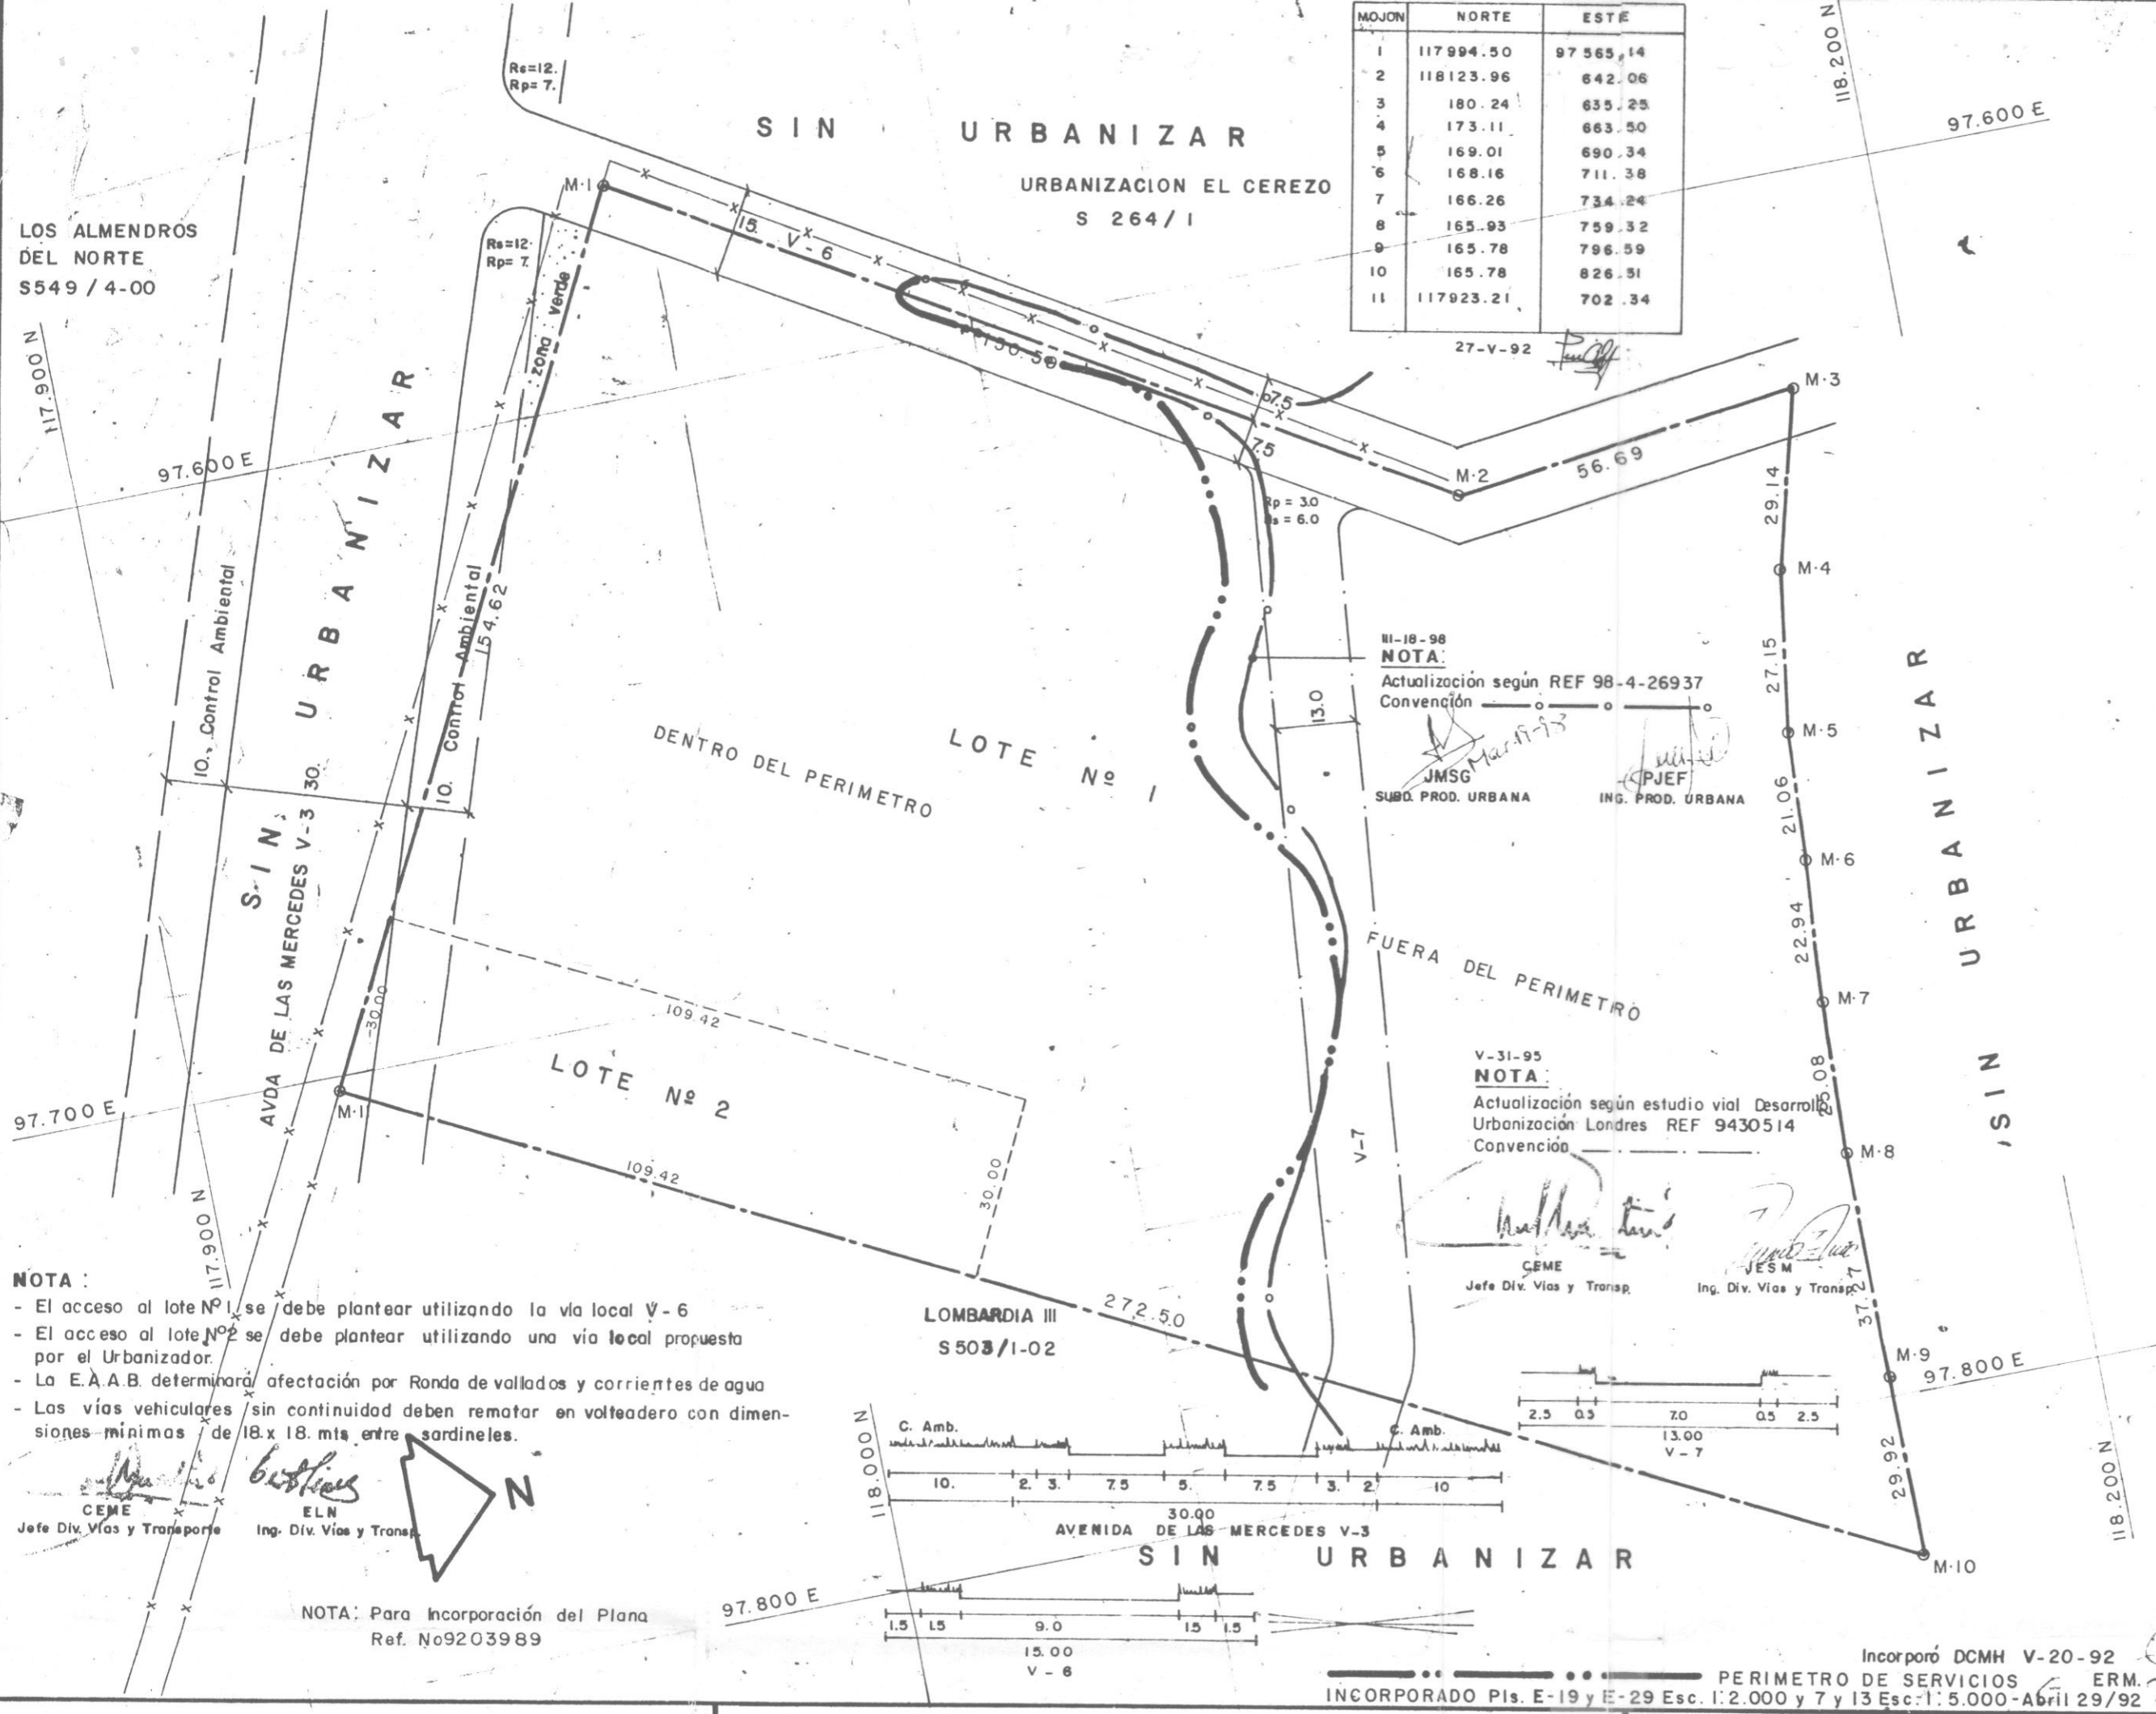 MOJON NORTE ESTE
1 117994.50 97565.14
2 118123.96 642.06
3 180.24 635.25
4 173.11 663.50
5 169.01 690.34
6 168.16 711.38
7 166.26 734.24
8 165.93 759.32
9 165.78 796.59
10 165.78 826.51
11 117923.21 702.34
27-V-92
118.200 N
97.600 E
Rs=12.
Rp= 7.
SIN URBANIZAR
URBANIZACION EL CEREZO
S 264/1
LOS ALMENDROS
DEL NORTE
S549 / 4-00
M-1
Rs=12.
Rp= 7.
zona verde
15. V-6
130.50
7.5
7.5
M-2
56.69
M-3
117.900 N
97.600 E
Rp = 3.0
Rs = 6.0
29.14
M-4
10. Control Ambiental
SIN URBANIZAR
10. Control Ambiental
154.62
30.
AVDA DE LAS MERCEDES V-3
DENTRO DEL PERIMETRO
LOTE Nº 1
13.0
III-18-98
NOTA:
Actualización según REF 98-4-26937
Convención
Mar-19-98
JMSG
SUBD. PROD. URBANA
PJEF
ING. PROD. URBANA
27.15
M-5
21.06
M-6
22.94
M-7
SIN URBANIZAR
FUERA DEL PERIMETRO
30.00
109.42
LOTE Nº 2
97.700 E
M-11
109.42
30.00
V-7
V-31-95
NOTA:
Actualización según estudio vial Desarrollo
Urbanización Londres REF 9430514
Convención
25.08
M-8
CEME
Jefe Div. Vias y Transp.
JESM
Ing. Div. Vias y Transp.
37.27
117.900 N
NOTA:
- El acceso al lote Nº 1 se debe plantear utilizando la vía local V-6
- El acceso al lote Nº 2 se debe plantear utilizando una vía local propuesta
por el Urbanizador.
- La E.A.A.B. determinará afectación por Ronda de vallados y corrientes de agua
- Las vías vehiculares sin continuidad deben rematar en volteadero con dimen-
siones mínimas de 18.x 18. mts entre sardineles.
CEME
Jefe Div. Vías y Transporte
ELN
Ing. Div. Vías y Transp.
N
LOMBARDIA III
S 503/1-02
272.50
M-9
97.800 E
2.5 0.5 7.0 0.5 2.5
13.00
V-7
29.92
118.200 N
M-10
118.000 N
C. Amb. C. Amb.
10. 2. 3. 7.5 5. 7.5 3. 2. 10
30.00
AVENIDA DE LAS MERCEDES V-3
SIN URBANIZAR
97.800 E
1.5 1.5 9.0 1.5 1.5
15.00
V-6
NOTA: Para Incorporación del Plano
Ref. No9203989
Incorporó DCMH V-20-92
PERIMETRO DE SERVICIOS ERM.
INCORPORADO Pls. E-19 y E-29 Esc. 1:2.000 y 7 y 13 Esc. 1:5.000-Abril 29/92